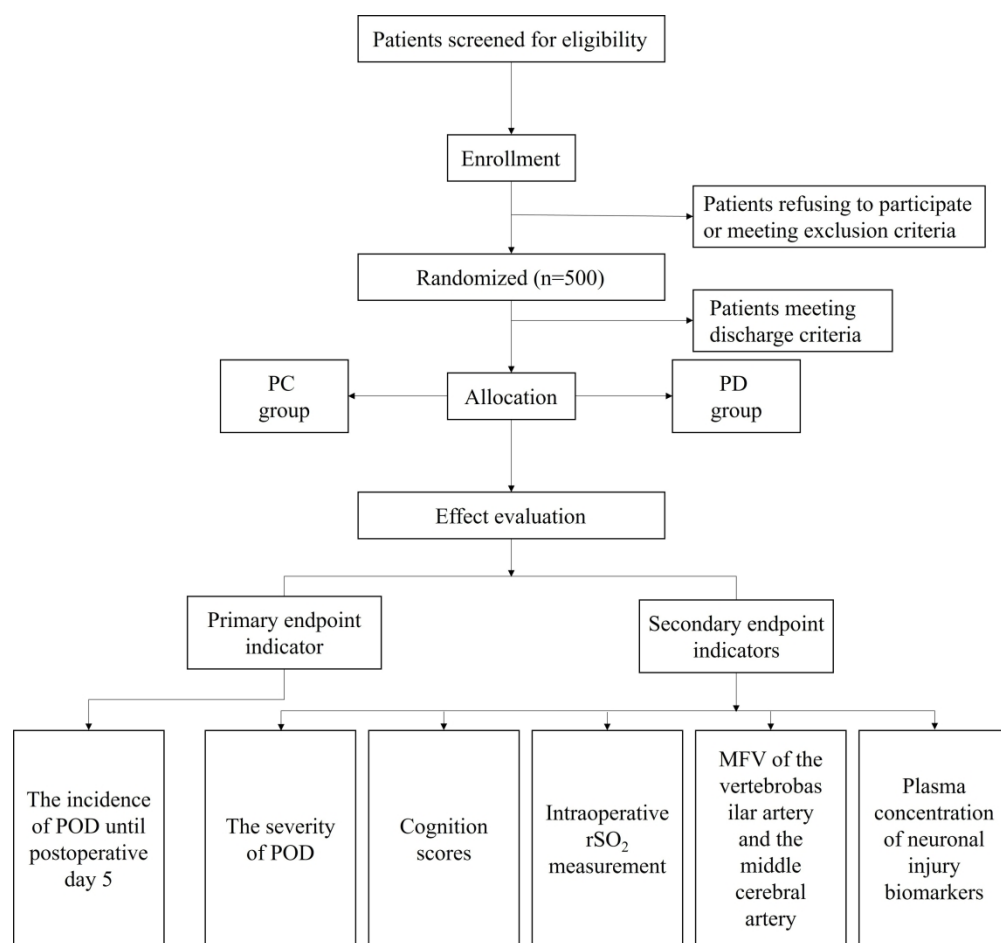 Patients screened for eligibility
Enrollment
Patients refusing to participate
or meeting exclusion criteria
Randomized (n=500)
Patients meeting
discharge criteria
PC
group
Allocation
PD
group
Effect evaluation
Primary endpoint
indicator
Secondary endpoint
indicators
The incidence
of POD until
postoperative
day 5
The severity
of POD
Cognition
scores
Intraoperative
rSO₂
measurement
MFV of the
vertebrobas
ilar artery
and the
middle
cerebral
artery
Plasma
concentration
of neuronal
injury
biomarkers